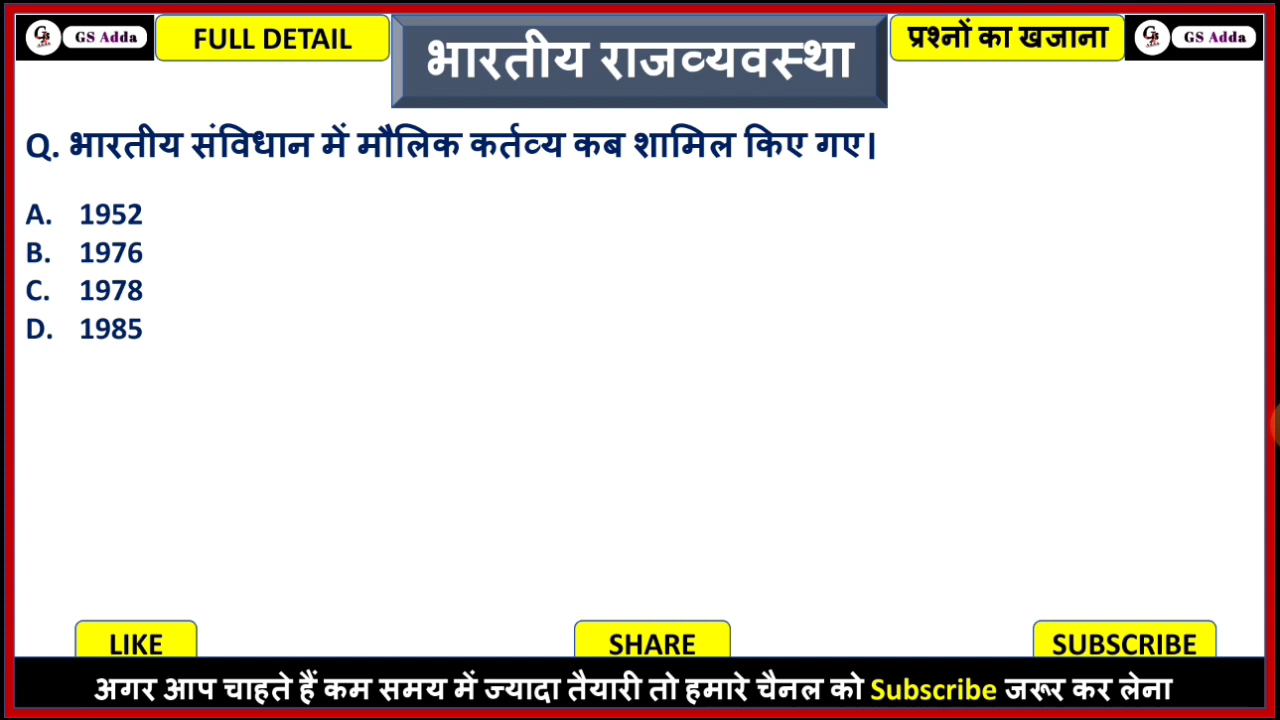 GS Adda
FULL DETAIL
भारतीय राजव्यवस्था
प्रश्नों का खजाना
GS Adda
Q. भारतीय संविधान में मौलिक कर्तव्य कब शामिल किए गए।
A. 1952
B. 1976
C. 1978
D. 1985
LIKE
SHARE
SUBSCRIBE
अगर आप चाहते हैं कम समय में ज्यादा तैयारी तो हमारे चैनल को Subscribe जरूर कर लेना